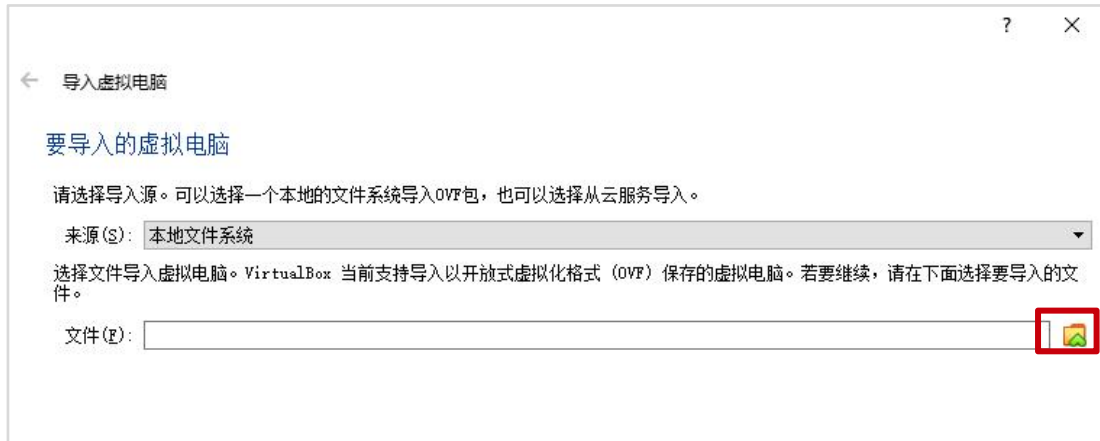 ?
导入虚拟电脑
要导入的虚拟电脑
请选择导入源。可以选择一个本地的文件系统导入OVF包，也可以选择从云服务导入。
来源(S): 本地文件系统
选择文件导入虚拟电脑。VirtualBox 当前支持导入以开放式虚拟化格式 (OVF) 保存的虚拟电脑。若要继续，请在下面选择要导入的文
件。
文件(F):